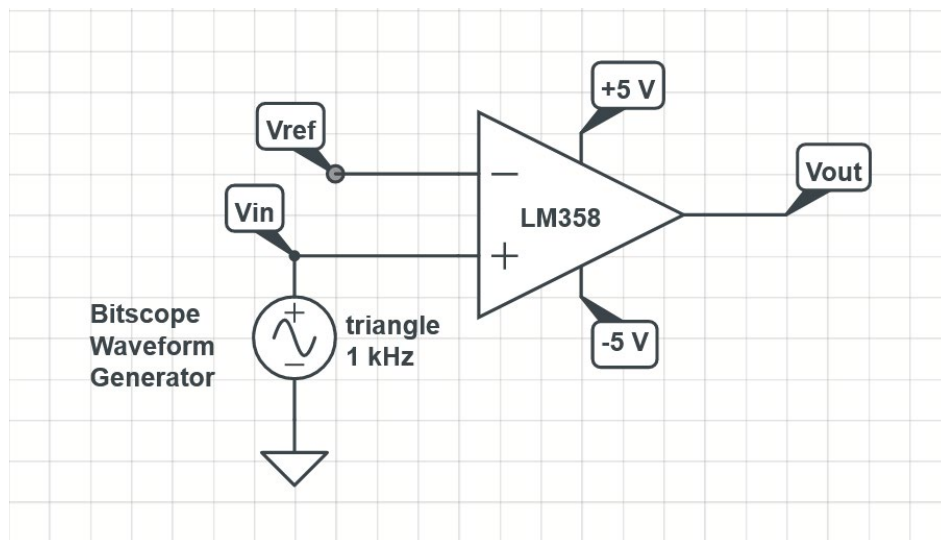 +5 V
Vref
−
Vout
Vin
LM358
+
Bitscope
Waveform
Generator
+
−
triangle
1 kHz
-5 V